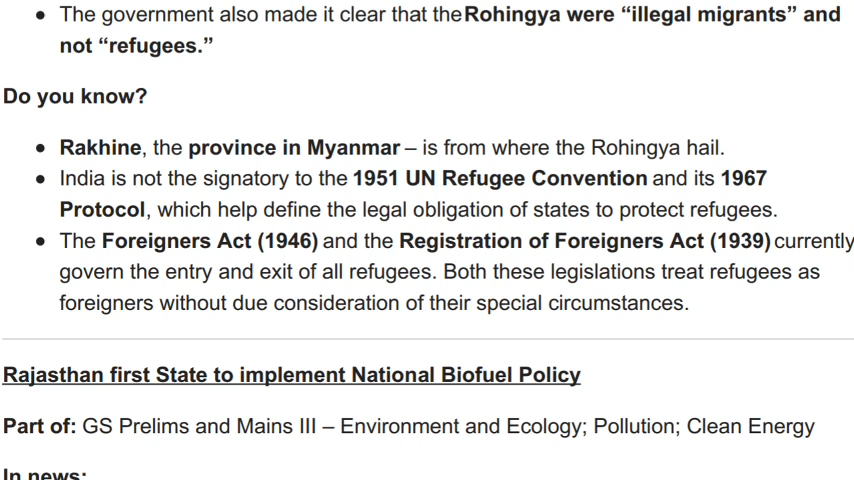 The government also made it clear that the Rohingya were “illegal migrants” and
not “refugees.”
Do you know?
Rakhine, the province in Myanmar – is from where the Rohingya hail.
India is not the signatory to the 1951 UN Refugee Convention and its 1967
Protocol, which help define the legal obligation of states to protect refugees.
The Foreigners Act (1946) and the Registration of Foreigners Act (1939) currently
govern the entry and exit of all refugees. Both these legislations treat refugees as
foreigners without due consideration of their special circumstances.
Rajasthan first State to implement National Biofuel Policy
Part of: GS Prelims and Mains III – Environment and Ecology; Pollution; Clean Energy
In news: